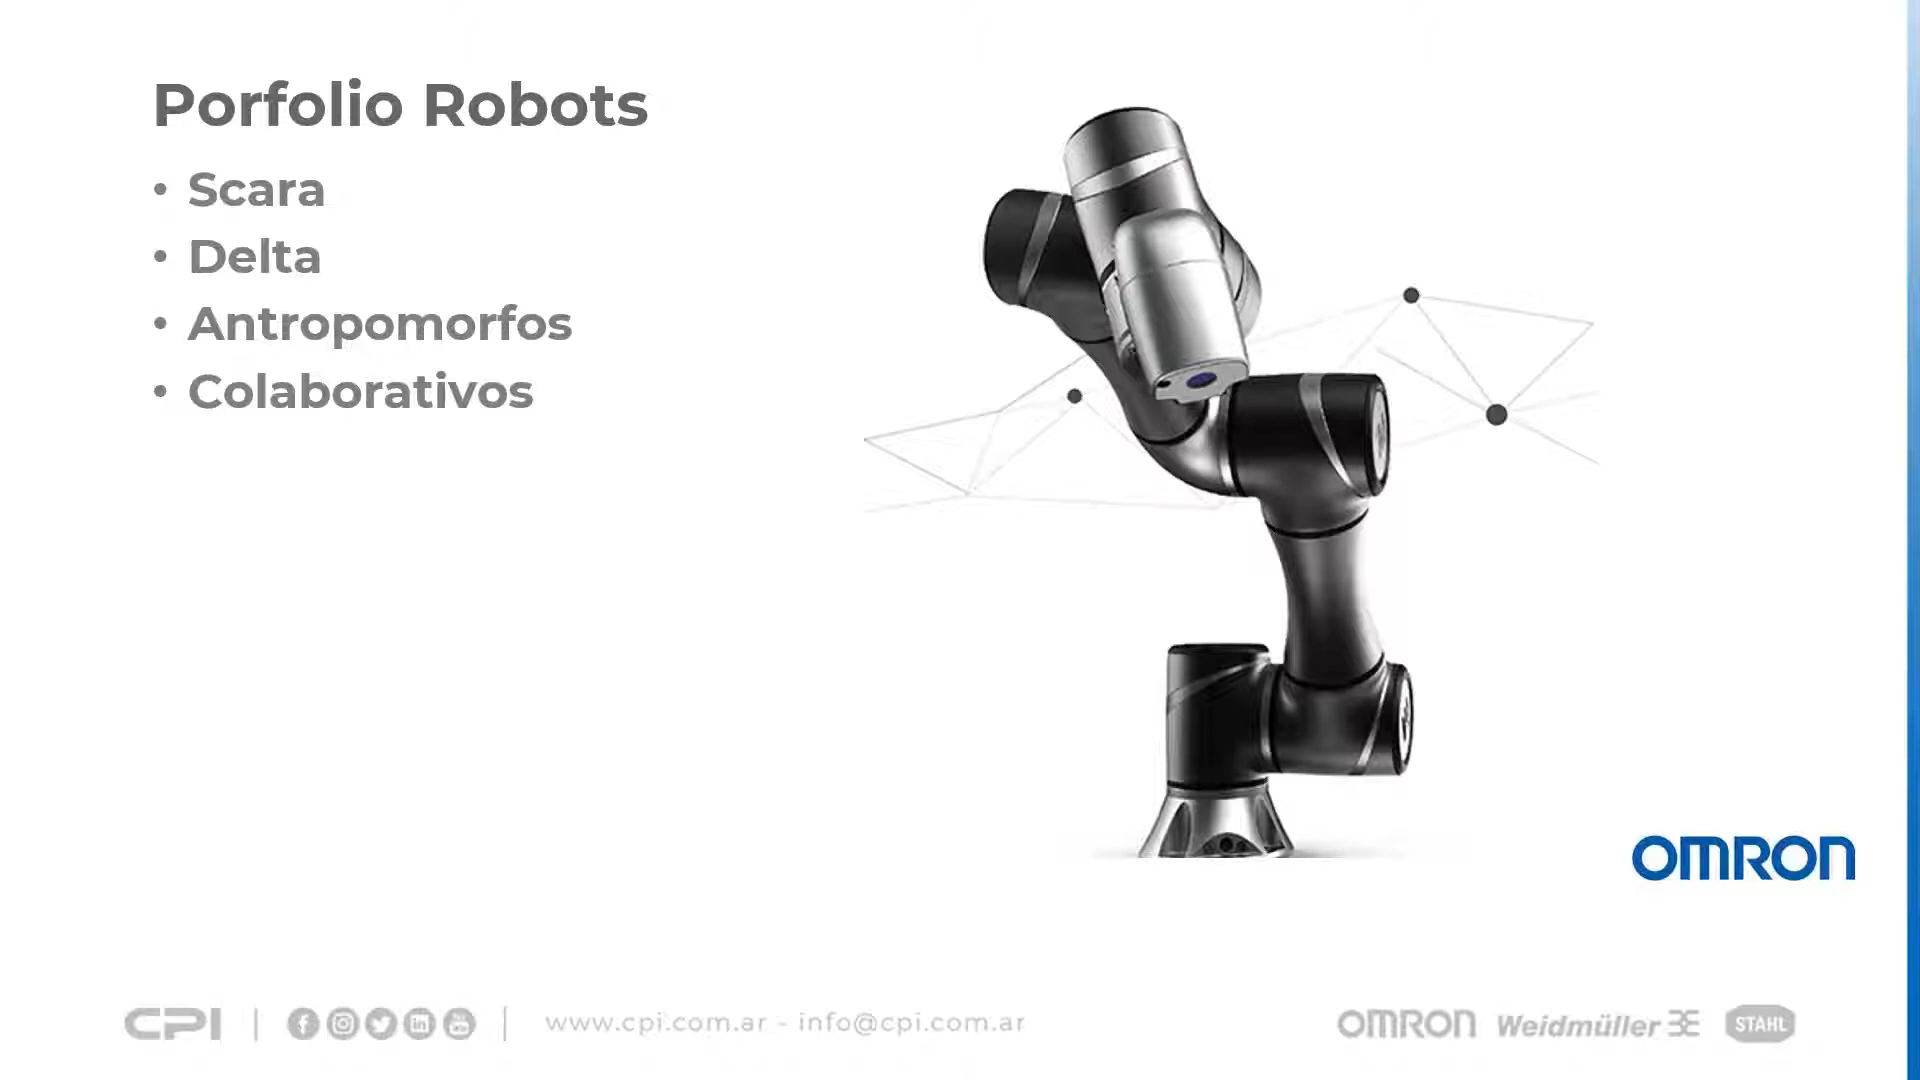 Porfolio Robots
• Scara
• Delta
• Antropomorfos
• Colaborativos
OMRON
CPI | | www.cpi.com.ar - info@cpi.com.ar OMRON Weidmüller STAHL